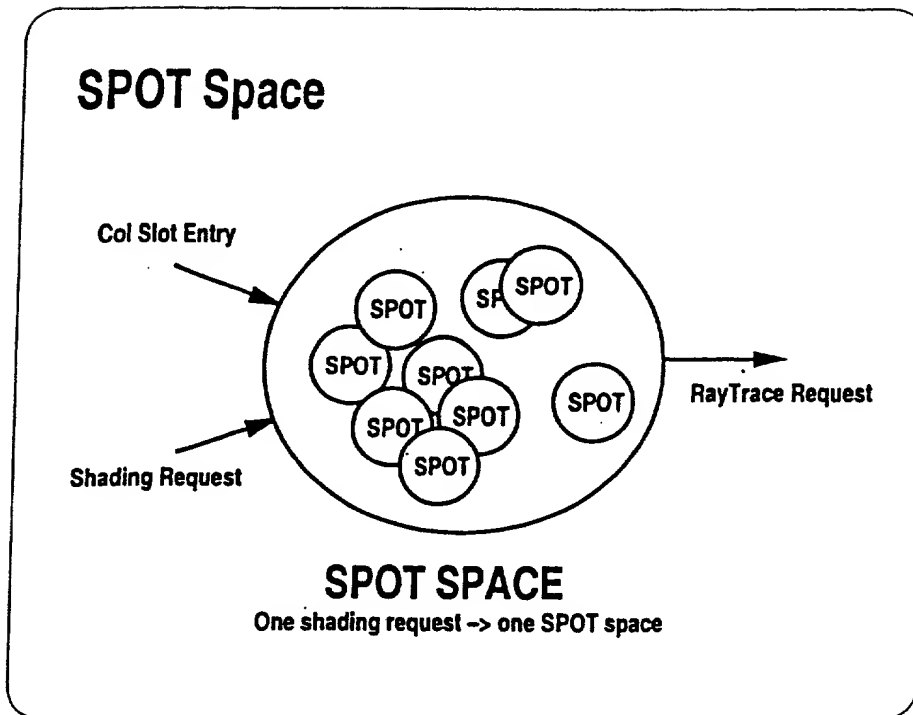 SPOT Space
Col Slot Entry
SPOT
SPOT
SPOT
SPOT
SPOT
SPOT
SPOT
SPOT
SPOT
RayTrace Request
Shading Request
SPOT SPACE
One shading request -> one SPOT space